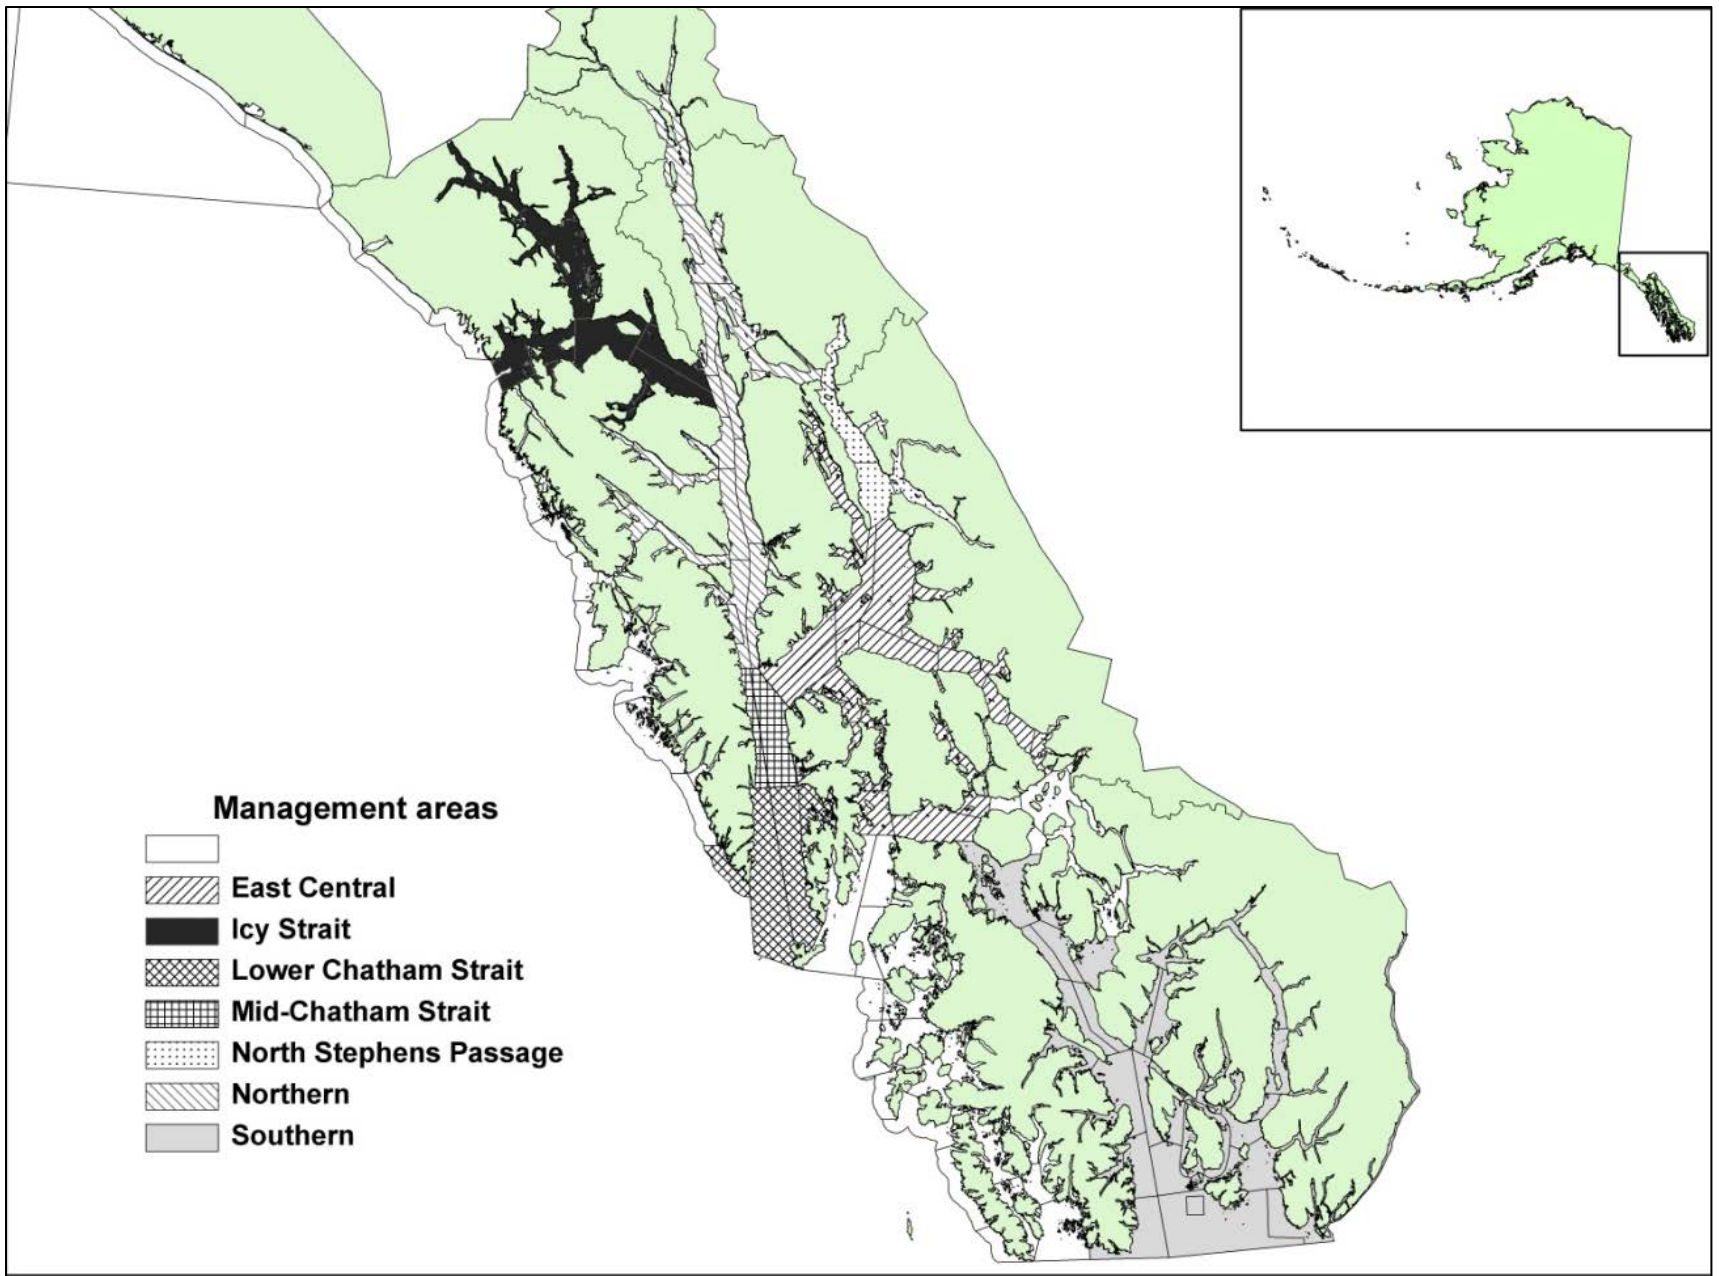 Management areas
East Central
Icy Strait
Lower Chatham Strait
Mid-Chatham Strait
North Stephens Passage
Northern
Southern